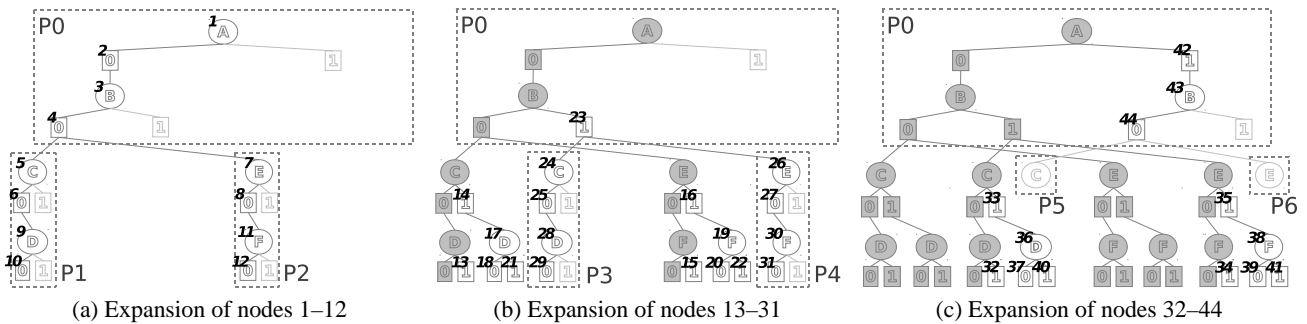 P0
1 A
2 0 1
3 B
4 0 1
5 C 7 E
6 0 1 8 0 1
9 D 11 F
10 0 1 P1 12 0 1 P2
(a) Expansion of nodes 1–12
P0
A
0 1
B
0 23 1
C 24 C E 26 E
0 14 1 25 0 1 0 16 1 27 0 1
D 17 D 28 D F 19 F 30 F
0 13 1 18 0 21 1 29 0 1 P3 0 15 1 20 0 22 1 31 0 1 P4
(b) Expansion of nodes 13–31
P0
A
0 42 1
B 43 B
0 1 44 0 1
C C C E E E
0 1 0 33 1 P5 0 1 0 35 1 P6
D D D 36 D F F F 38 F
0 1 0 1 0 32 1 37 0 40 1 0 1 0 1 0 34 1 39 0 41 1
(c) Expansion of nodes 32–44